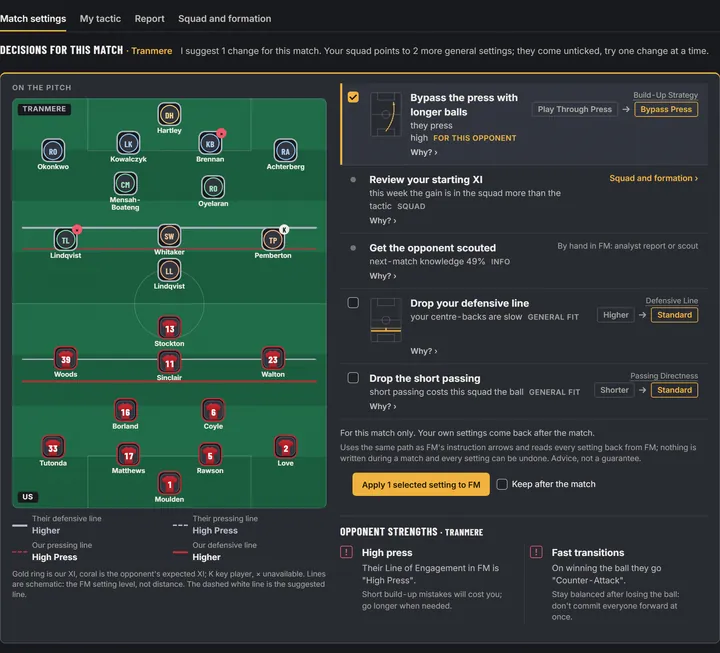 Match settings My tactic Report Squad and formation
DECISIONS FOR THIS MATCH · Tranmere I suggest 1 change for this match. Your squad points to 2 more general settings; they come unticked, try one change at a time.
ON THE PITCH
TRANMERE
DH
Hartley
LK
Kowalczyk
KB
Brennan
RO
Okonkwo
RA
Achterberg
CM
Mensah-
Boateng
RO
Oyelaran
TL
Lindqvist
SW
Whitaker
K
TP
Pemberton
LL
Lindqvist
13
Stockton
39
Woods
11
Sinclair
23
Walton
16
Borland
6
Coyle
33
Tutonda
17
Matthews
5
Rawson
2
Love
1
Moulden
US
Their defensive line
Higher
Their pressing line
High Press
Our pressing line
High Press
Our defensive line
Higher
Gold ring is our XI, coral is the opponent's expected XI; K key player, × unavailable. Lines
are schematic: the FM setting level, not distance. The dashed white line is the suggested
line.
Bypass the press with
longer balls
they press
high FOR THIS OPPONENT
Why? ›
Build-Up Strategy
Play Through Press → Bypass Press
Review your starting XI
this week the gain is in the squad more than the
tactic SQUAD
Why? ›
Squad and formation ›
Get the opponent scouted
next-match knowledge 49% INFO
Why? ›
By hand in FM: analyst report or scout
Drop your defensive line
your centre-backs are slow GENERAL FIT
Why? ›
Defensive Line
Higher → Standard
Drop the short passing
short passing costs this squad the ball GENERAL FIT
Why? ›
Passing Directness
Shorter → Standard
For this match only. Your own settings come back after the match.
Uses the same path as FM's instruction arrows and reads every setting back from FM; nothing is
written during a match and every setting can be undone. Advice, not a guarantee.
Apply 1 selected setting to FM Keep after the match
OPPONENT STRENGTHS · TRANMERE
! High press
Their Line of Engagement in FM is
"High Press".
Short build-up mistakes will cost you;
go longer when needed.
! Fast transitions
On winning the ball they go
"Counter-Attack".
Stay balanced after losing the ball:
don't commit everyone forward at
once.